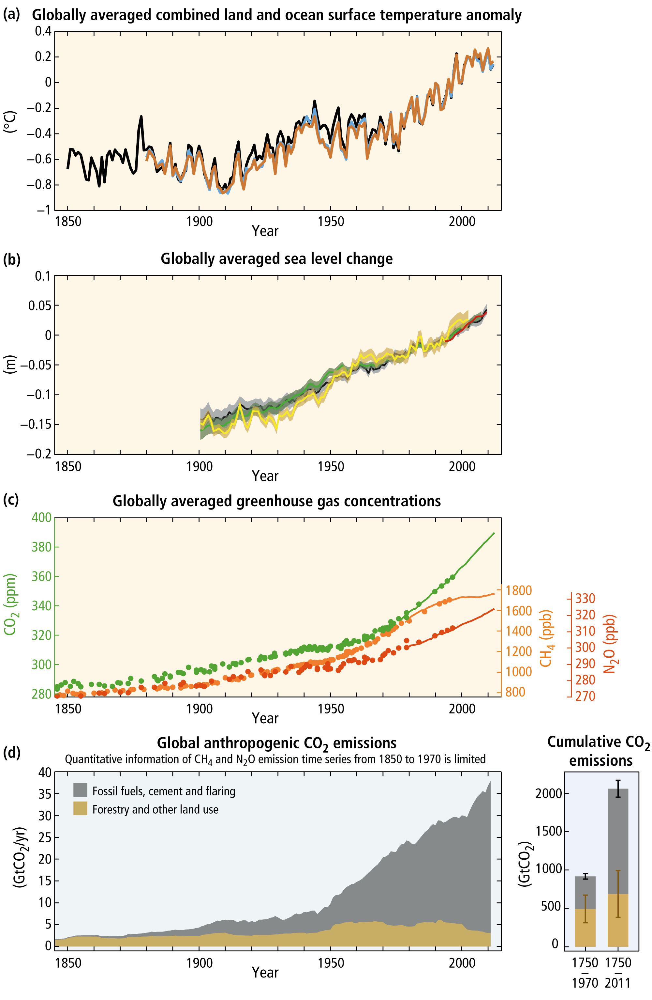 (a) Globally averaged combined land and ocean surface temperature anomaly
0.4
0.2
0
−0.2
−0.4
−0.6
−0.8
−1
(°C)
1850 1900 1950 2000
Year
(b) Globally averaged sea level change
0.1
0.05
0
−0.05
−0.1
−0.15
−0.2
(m)
1850 1900 1950 2000
Year
(c) Globally averaged greenhouse gas concentrations
400
380
360
340
320
300
280
CO2 (ppm)
1800
1600
1400
1200
1000
800
CH4 (ppb)
330
320
310
300
290
280
270
N2O (ppb)
1850 1900 1950 2000
Year
(d) Global anthropogenic CO2 emissions
Quantitative information of CH4 and N2O emission time series from 1850 to 1970 is limited
40
35
30
25
20
15
10
5
0
(GtCO2/yr)
Fossil fuels, cement and flaring
Forestry and other land use
1850 1900 1950 2000
Year
Cumulative CO2
emissions
2000
1500
1000
500
0
(GtCO2)
1750 1750
– –
1970 2011